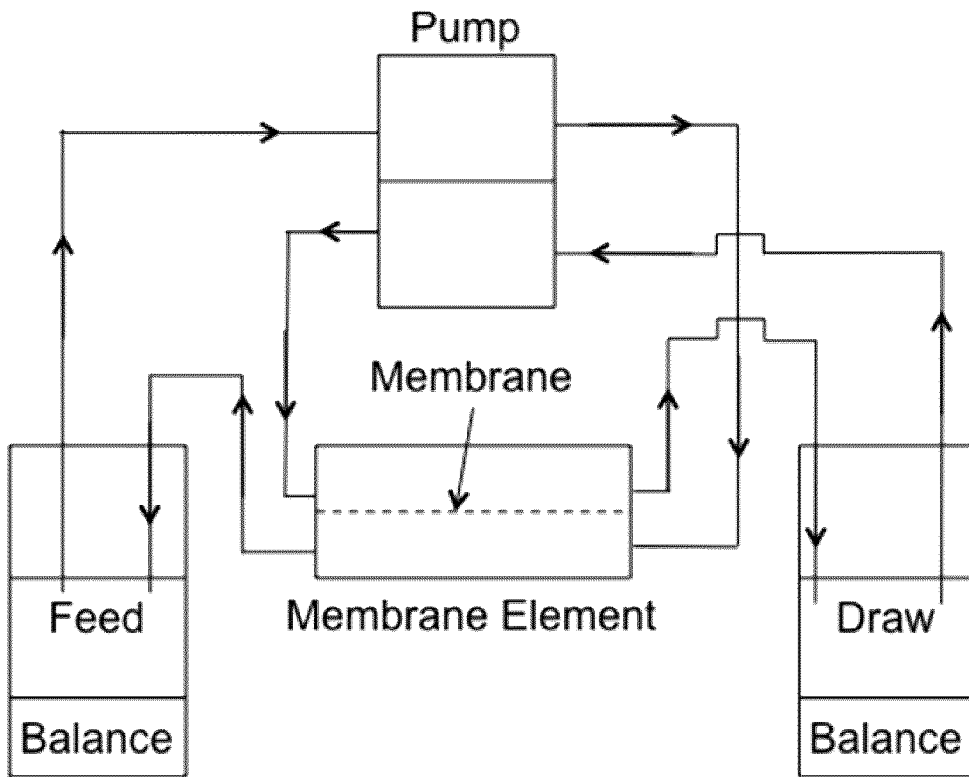 Pump
Membrane
Feed
Membrane Element
Draw
Balance
Balance